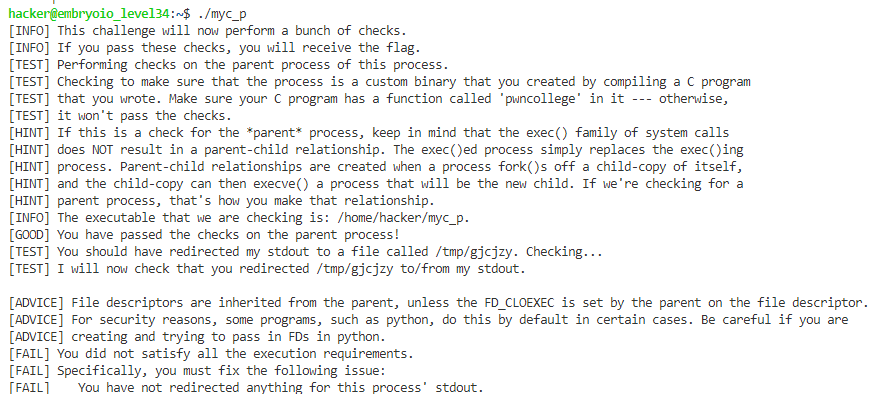 hacker@embryoio_level34:~$ ./myc_p
[INFO] This challenge will now perform a bunch of checks.
[INFO] If you pass these checks, you will receive the flag.
[TEST] Performing checks on the parent process of this process.
[TEST] Checking to make sure that the process is a custom binary that you created by compiling a C program
[TEST] that you wrote. Make sure your C program has a function called 'pwncollege' in it --- otherwise,
[TEST] it won't pass the checks.
[HINT] If this is a check for the *parent* process, keep in mind that the exec() family of system calls
[HINT] does NOT result in a parent-child relationship. The exec()ed process simply replaces the exec()ing
[HINT] process. Parent-child relationships are created when a process fork()s off a child-copy of itself,
[HINT] and the child-copy can then execve() a process that will be the new child. If we're checking for a
[HINT] parent process, that's how you make that relationship.
[INFO] The executable that we are checking is: /home/hacker/myc_p.
[GOOD] You have passed the checks on the parent process!
[TEST] You should have redirected my stdout to a file called /tmp/gjcjzy. Checking...
[TEST] I will now check that you redirected /tmp/gjcjzy to/from my stdout.
[ADVICE] File descriptors are inherited from the parent, unless the FD_CLOEXEC is set by the parent on the file descriptor.
[ADVICE] For security reasons, some programs, such as python, do this by default in certain cases. Be careful if you are
[ADVICE] creating and trying to pass in FDs in python.
[FAIL] You did not satisfy all the execution requirements.
[FAIL] Specifically, you must fix the following issue:
[FAIL]    You have not redirected anything for this process' stdout.